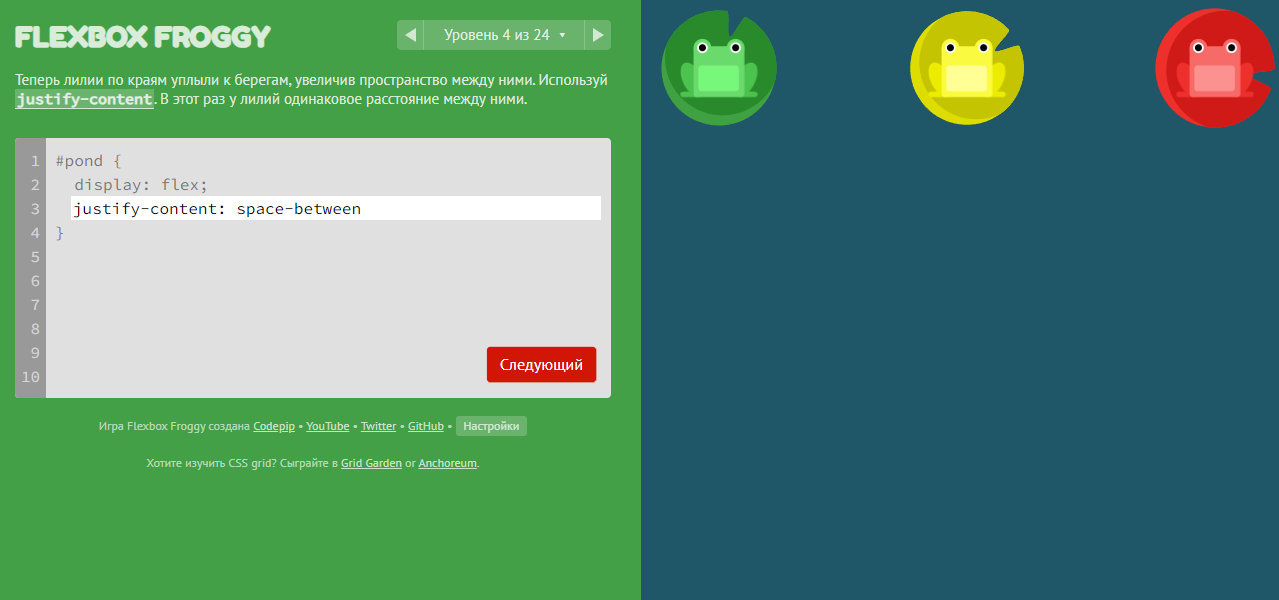 FLEXBOX FROGGY
Уровень 4 из 24
Теперь лилии по краям уплыли к берегам, увеличив пространство между ними. Используй
justify-content. В этот раз у лилий одинаковое расстояние между ними.
1 #pond {
2 display: flex;
3 justify-content: space-between
4 }
5
6
7
8
9
10
Следующий
Игра Flexbox Froggy создана Codepip • YouTube • Twitter • GitHub • Настройки
Хотите изучить CSS grid? Сыграйте в Grid Garden or Anchoreum.